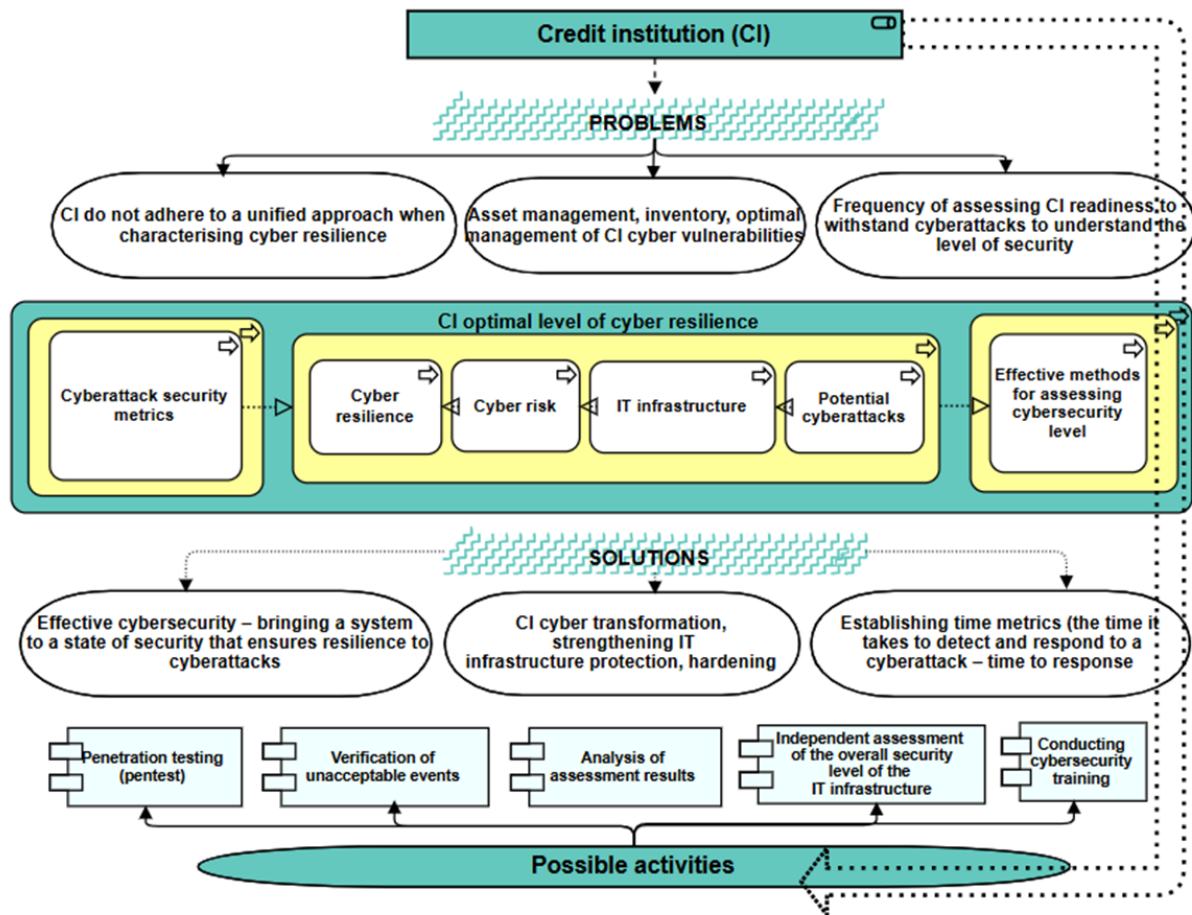 Credit institution (CI)
PROBLEMS
CI do not adhere to a unified approach when
characterising cyber resilience
Asset management, inventory, optimal
management of CI cyber vulnerabilities
Frequency of assessing CI readiness to
withstand cyberattacks to understand the
level of security
CI optimal level of cyber resilience
Cyberattack security
metrics
Cyber
resilience
Cyber risk
IT infrastructure
Potential
cyberattacks
Effective methods
for assessing
cybersecurity
level
SOLUTIONS
Effective cybersecurity – bringing a system
to a state of security that ensures resilience to
cyberattacks
CI cyber transformation,
strengthening IT
infrastructure protection, hardening
Establishing time metrics (the time it
takes to detect and respond to a
cyberattack – time to response
Penetration testing
(pentest)
Verification of
unacceptable events
Analysis of
assessment results
Independent assessment
of the overall security
level of the
IT infrastructure
Conducting
cybersecurity
training
Possible activities